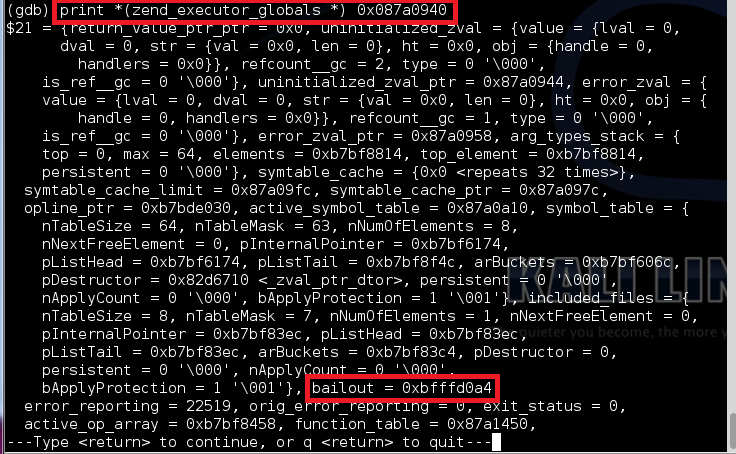 (gdb) print *(zend_executor_globals *) 0x087a0940
$21 = {return_value_ptr_ptr = 0x0, uninitialized_zval = {value = {lval = 0,
dval = 0, str = {val = 0x0, len = 0}, ht = 0x0, obj = {handle = 0,
handlers = 0x0}}, refcount__gc = 2, type = 0 '\000',
is_ref__gc = 0 '\000'}, uninitialized_zval_ptr = 0x87a0944, error_zval = {
value = {lval = 0, dval = 0, str = {val = 0x0, len = 0}, ht = 0x0, obj = {
handle = 0, handlers = 0x0}}, refcount__gc = 1, type = 0 '\000',
is_ref__gc = 0 '\000'}, error_zval_ptr = 0x87a0958, arg_types_stack = {
top = 0, max = 64, elements = 0xb7bf8814, top_element = 0xb7bf8814,
persistent = 0 '\000'}, symtable_cache = {0x0 <repeats 32 times>},
symtable_cache_limit = 0x87a09fc, symtable_cache_ptr = 0x87a097c,
opline_ptr = 0xb7bde030, active_symbol_table = 0x87a0a10, symbol_table = {
nTableSize = 64, nTableMask = 63, nNumOfElements = 8,
nNextFreeElement = 0, pInternalPointer = 0xb7bf6174,
pListHead = 0xb7bf6174, pListTail = 0xb7bf8f4c, arBuckets = 0xb7bf606c,
pDestructor = 0x82d6710 <_zval_ptr_dtor>, persistent = 0 '\000',
nApplyCount = 0 '\000', bApplyProtection = 1 '\001'}, included_files = {
nTableSize = 8, nTableMask = 7, nNumOfElements = 1, nNextFreeElement = 0,
pInternalPointer = 0xb7bf83ec, pListHead = 0xb7bf83ec,
pListTail = 0xb7bf83ec, arBuckets = 0xb7bf83c4, pDestructor = 0,
persistent = 0 '\000', nApplyCount = 0 '\000',
bApplyProtection = 1 '\001'}, bailout = 0xbfffd0a4
error_reporting = 22519, orig_error_reporting = 0, exit_status = 0,
active_op_array = 0xb7bf8458, function_table = 0x87a1450,
---Type <return> to continue, or q <return> to quit---
KALI LIN
quieter you become, the more y